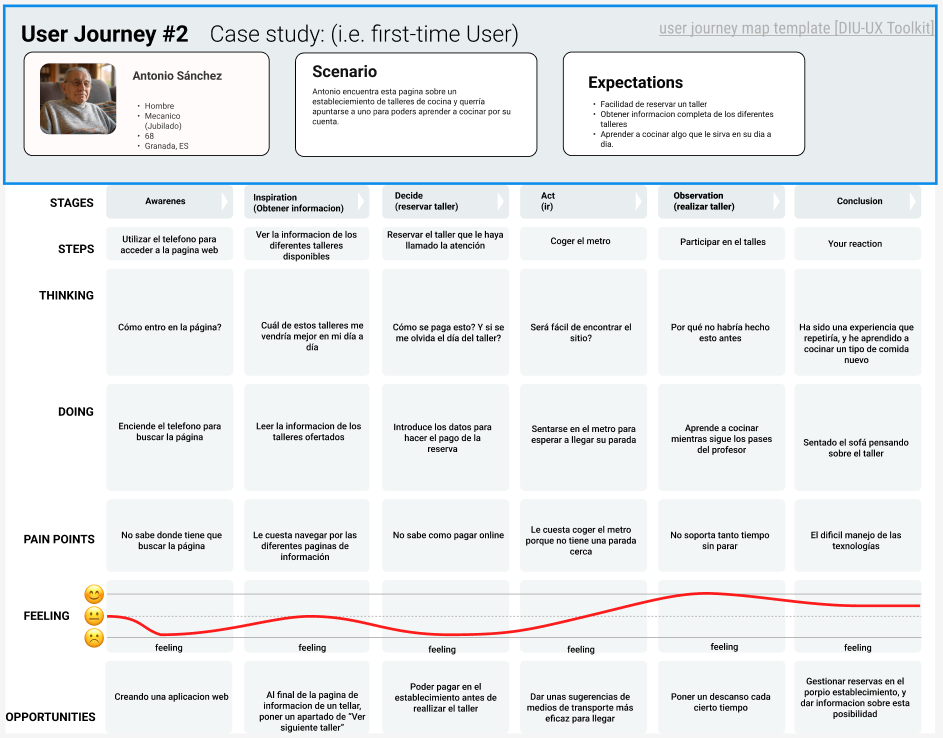 User Journey #2 Case study: (i.e. first-time User)
user journey map template [DIU-UX Toolkit]
Antonio Sánchez
• Hombre
• Mecanico
(Jubilado)
• 68
• Granada, ES
Scenario
Antonio encuentra esta pagina sobre un
establecimiento de talleres de cocina y querría
apuntarse a uno para poders aprender a cocinar por su
cuenta.
Expectations
• Facilidad de reservar un taller
• Obtener informacion completa de los diferentes
talleres
• Aprender a cocinar algo que le sirva en su dia a
dia.
STAGES
Awarenes
Inspiration
(Obtener informacion)
Decide
(reservar taller)
Act
(ir)
Observation
(realizar taller)
Conclusion
STEPS
Utilizar el telefono para
acceder a la pagina web
Ver la informacion de los
diferentes talleres
disponibles
Reservar el taller que le haya
llamado la atención
Coger el metro
Participar en el talles
Your reaction
THINKING
Cómo entro en la página?
Cuál de estos talleres me
vendría mejor en mi día a
día
Cómo se paga esto? Y si se
me olvida el día del taller?
Será fácil de encontrar el
sitio?
Por qué no habría hecho
esto antes
Ha sido una experiencia que
repetiría, y he aprendido a
cocinar un tipo de comida
nuevo
DOING
Enciende el telefono para
buscar la página
Leer la informacion de los
talleres ofertados
Introduce los datos para
hacer el pago de la
reserva
Sentarse en el metro para
esperar a llegar su parada
Aprende a cocinar
mientras sigue los pases
del profesor
Sentado el sofá pensando
sobre el taller
PAIN POINTS
No sabe donde tiene que
buscar la página
Le cuesta navegar por las
diferentes paginas de
información
No sabe como pagar online
Le cuesta coger el metro
porque no tiene una parada
cerca
No soporta tanto tiempo
sin parar
El dificil manejo de las
texnologías
FEELING
feeling
feeling
feeling
feeling
feeling
feeling
OPPORTUNITIES
Creando una aplicacion web
Al final de la pagina de
informacion de un tellar,
poner un apartado de "Ver
siguiente taller"
Poder pagar en el
establecimiento antes de
reallizar el taller
Dar unas sugerencias de
medios de transporte más
eficaz para llegar
Poner un descanso cada
cierto tiempo
Gestionar reservas en el
porpio establecimiento, y
dar informacion sobre esta
posibilidad